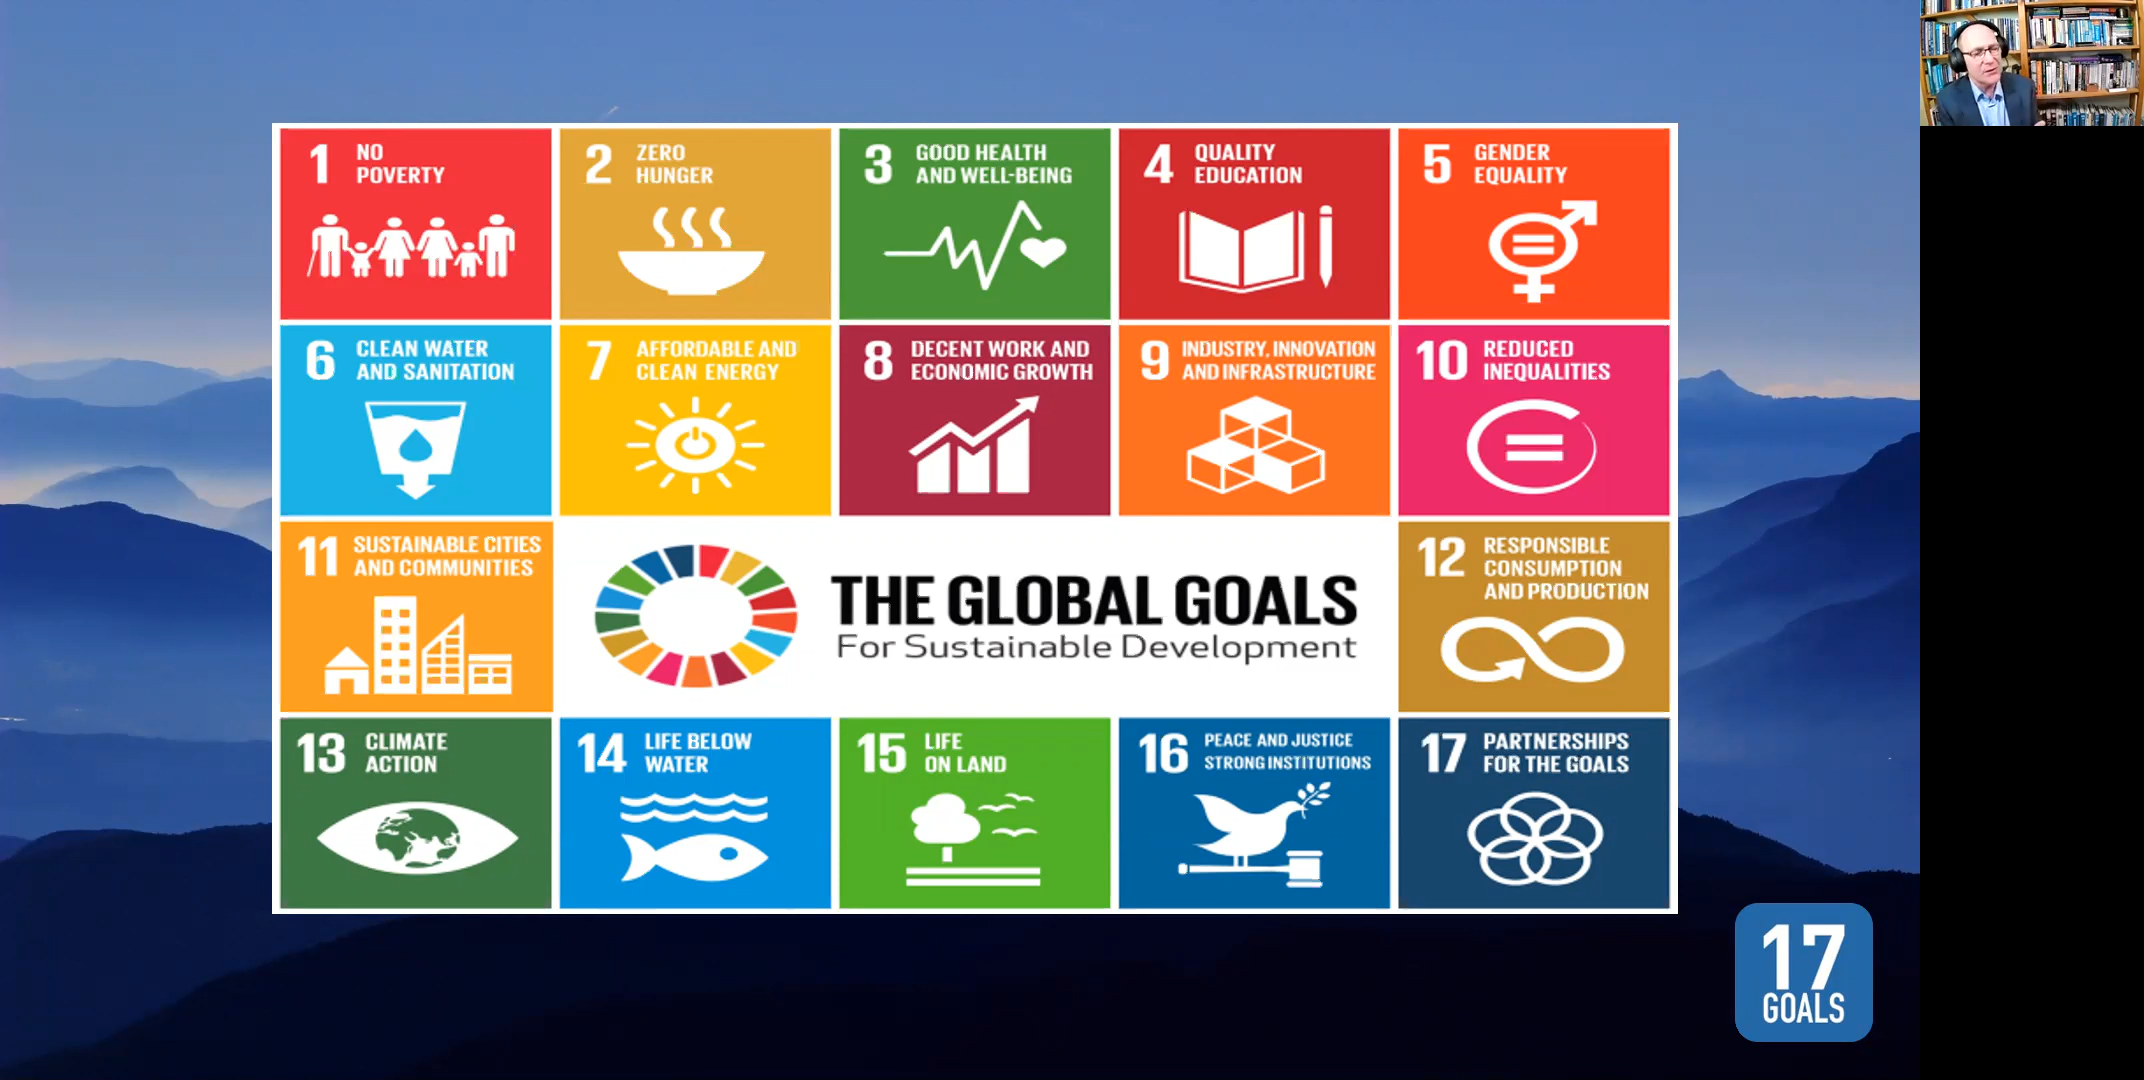 1 NO
POVERTY
2 ZERO
HUNGER
3 GOOD HEALTH
AND WELL-BEING
4 QUALITY
EDUCATION
5 GENDER
EQUALITY
6 CLEAN WATER
AND SANITATION
7 AFFORDABLE AND
CLEAN ENERGY
8 DECENT WORK AND
ECONOMIC GROWTH
9 INDUSTRY, INNOVATION
AND INFRASTRUCTURE
10 REDUCED
INEQUALITIES
11 SUSTAINABLE CITIES
AND COMMUNITIES
THE GLOBAL GOALS
For Sustainable Development
12 RESPONSIBLE
CONSUMPTION
AND PRODUCTION
13 CLIMATE
ACTION
14 LIFE BELOW
WATER
15 LIFE
ON LAND
16 PEACE AND JUSTICE
STRONG INSTITUTIONS
17 PARTNERSHIPS
FOR THE GOALS
17
GOALS